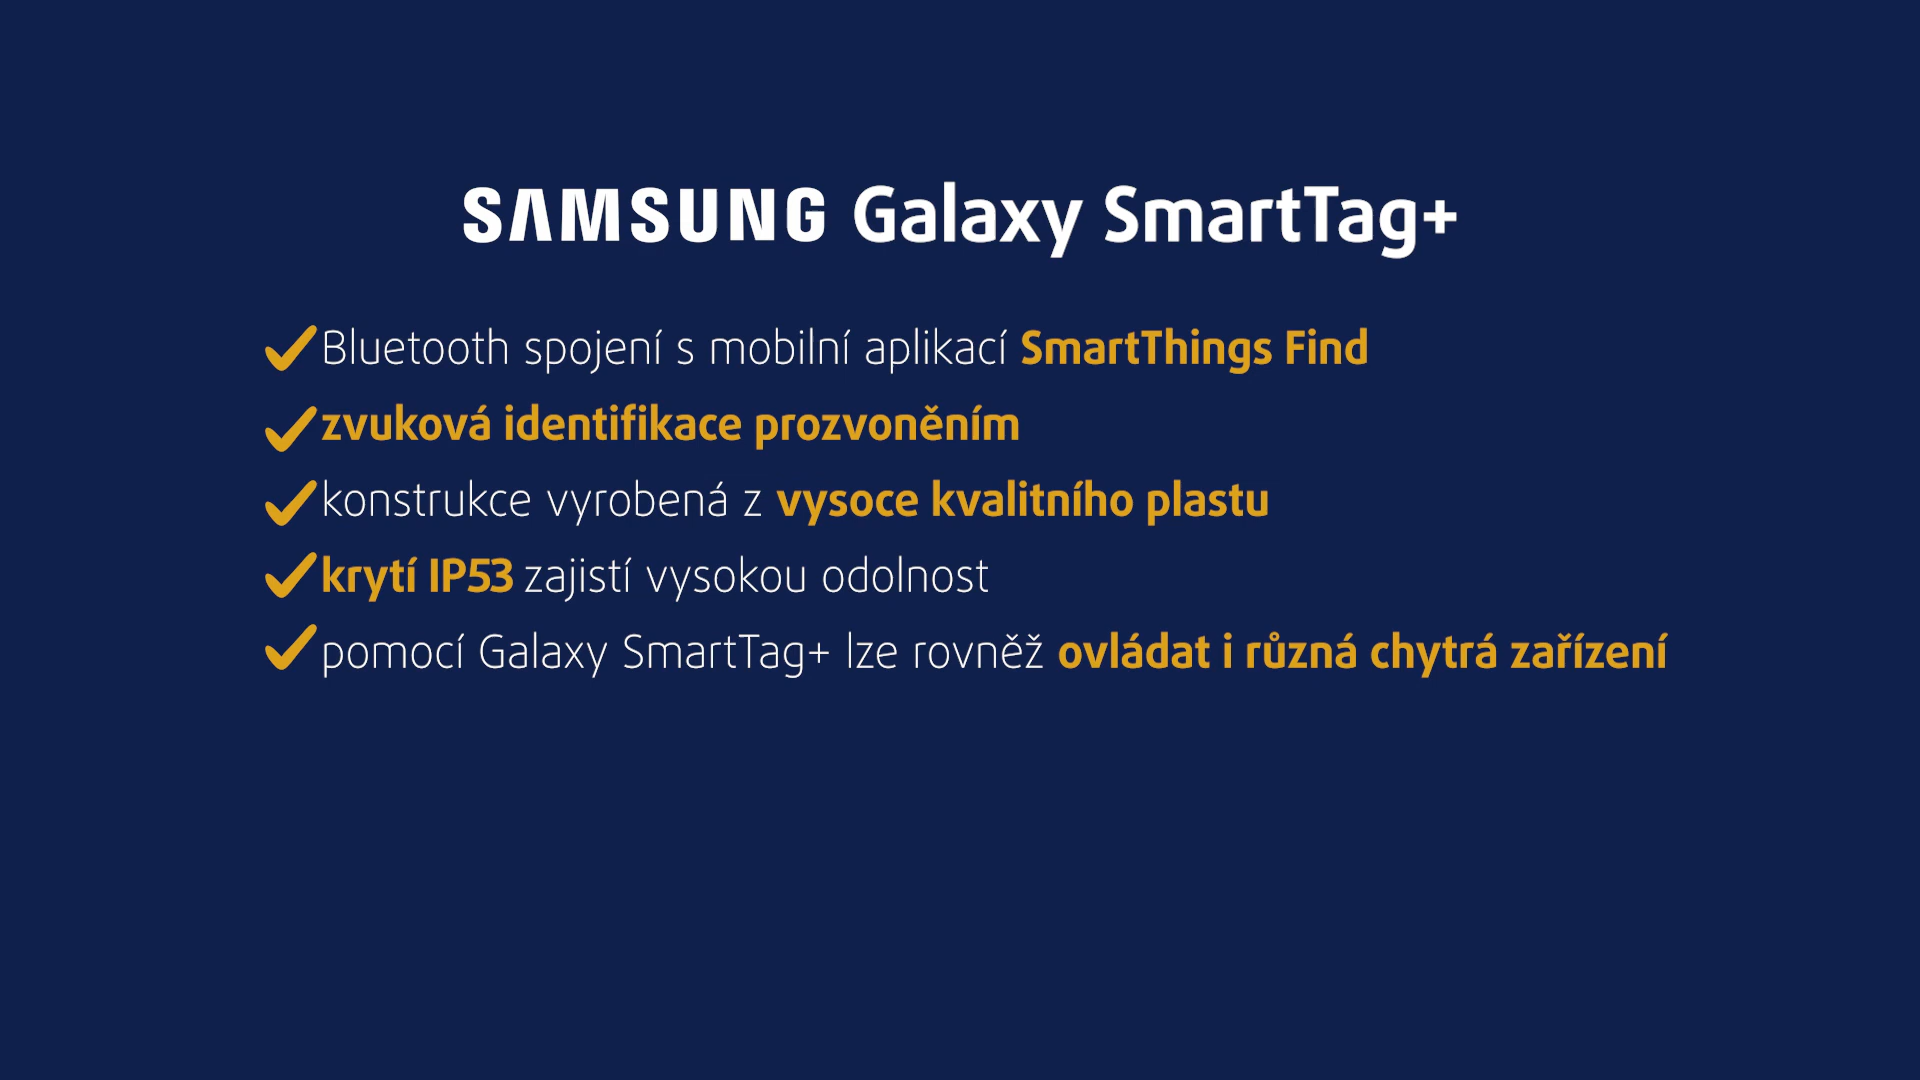 SAMSUNG Galaxy SmartTag+
Bluetooth spojení s mobilní aplikací SmartThings Find
zvuková identifikace prozvoněním
konstrukce vyrobená z vysoce kvalitního plastu
krytí IP53 zajistí vysokou odolnost
pomocí Galaxy SmartTag+ lze rovněž ovládat i různá chytrá zařízení